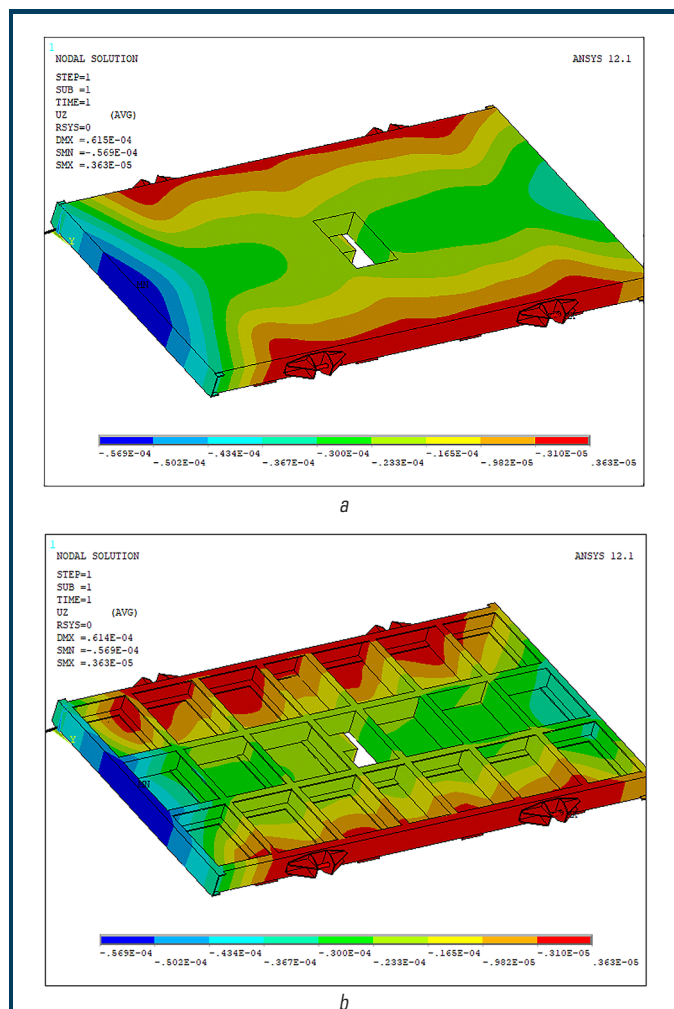 1
NODAL SOLUTION
ANSYS 12.1
STEP=1
SUB =1
TIME=1
UZ (AVG)
RSYS=0
DMX =.615E-04
SMN =-.569E-04
SMX =.363E-05
Y
-.569E-04 -.434E-04 -.300E-04 -.165E-04 -.310E-05
-.502E-04 -.367E-04 -.233E-04 -.982E-05 .363E-05
a
1
NODAL SOLUTION
ANSYS 12.1
STEP=1
SUB =1
TIME=1
UZ (AVG)
RSYS=0
DMX =.614E-04
SMN =-.569E-04
SMX =.363E-05
Y
-.569E-04 -.434E-04 -.300E-04 -.165E-04 -.310E-05
-.502E-04 -.367E-04 -.233E-04 -.982E-05 .363E-05
b